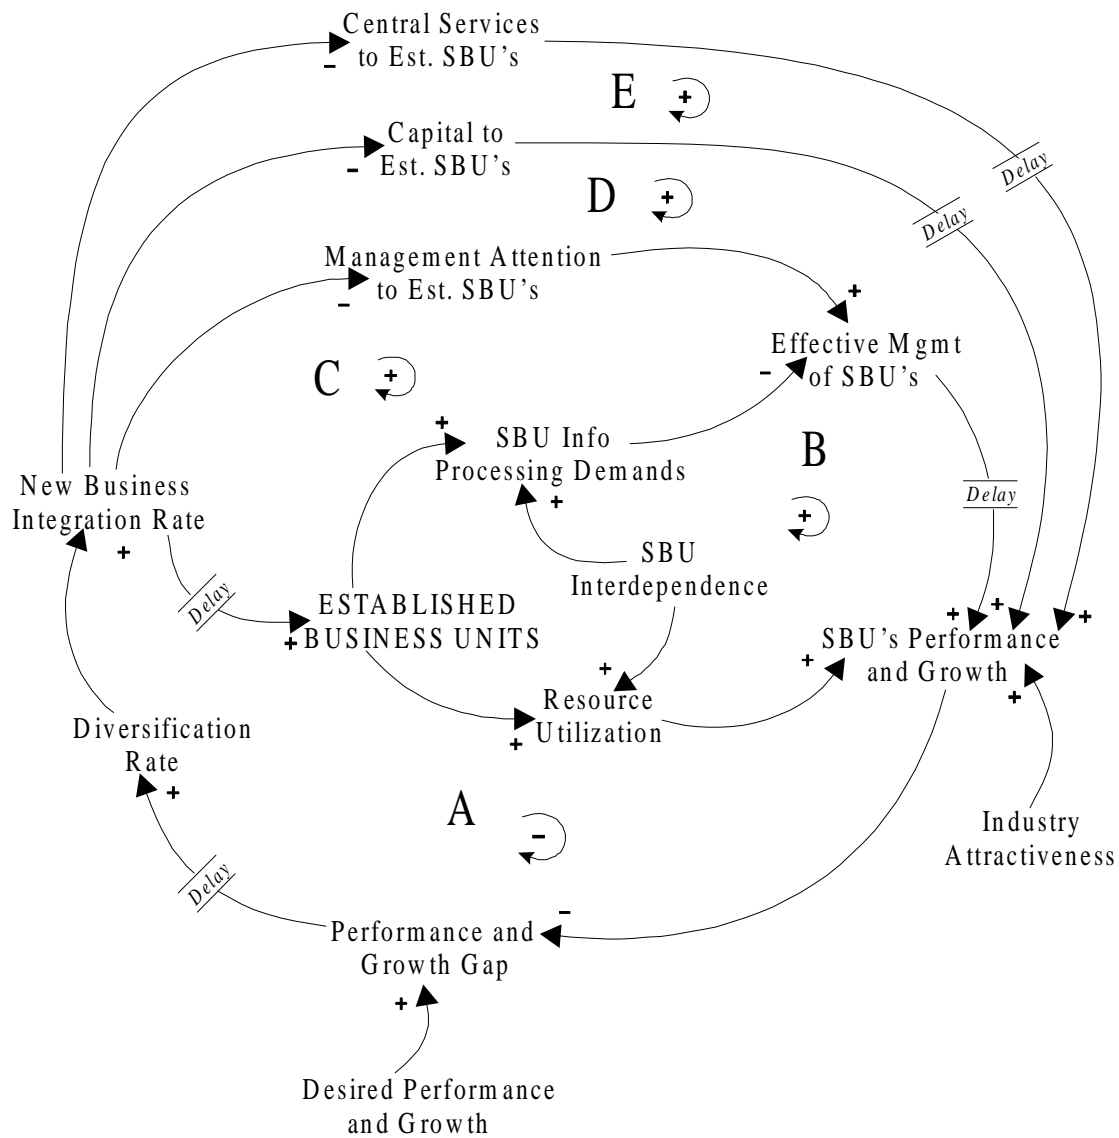 Central Services
to Est. SBU's
–
E
+
Capital to
Est. SBU's
–
Delay
D
+
Delay
Management Attention
to Est. SBU's
–
+
Effective Mgmt
of SBU's
–
C
+
+
SBU Info
Processing Demands
+
B
+
Delay
New Business
Integration Rate
+
SBU
Interdependence
Delay
ESTABLISHED
+ BUSINESS UNITS
+
+
+
SBU's Performance
and Growth
+
+
+
Resource
Utilization
+
Diversification
Rate
+
A
–
Industry
Attractiveness
Delay
–
Performance and
Growth Gap
+
Desired Performance
and Growth